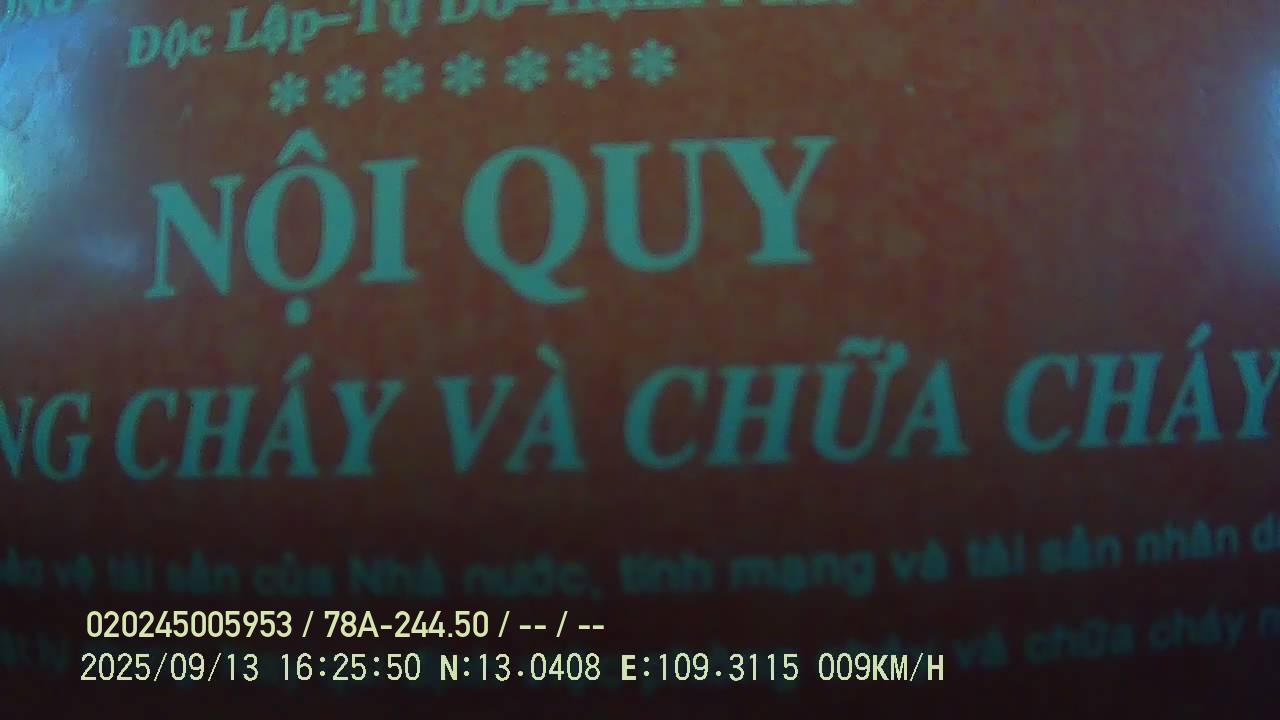 Độc Lập–Tự Do–Hạnh
*******
NỘI QUY
NG CHÁY VÀ CHỮA CHÁY
bảo vệ tài sản của Nhà nước, tính mạng và tài sản nhân
020245005953 / 78A-244.50 / -- / --
và chữa cháy
2025/09/13 16:25:50 N:13.0408 E:109.3115 009KM/H